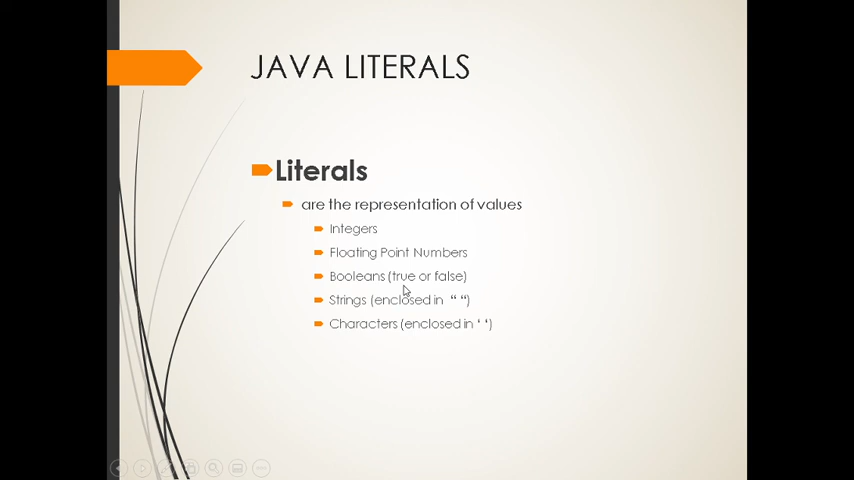 JAVA LITERALS
Literals
are the representation of values
Integers
Floating Point Numbers
Booleans (true or false)
Strings (enclosed in “ “)
Characters (enclosed in ‘ ‘)